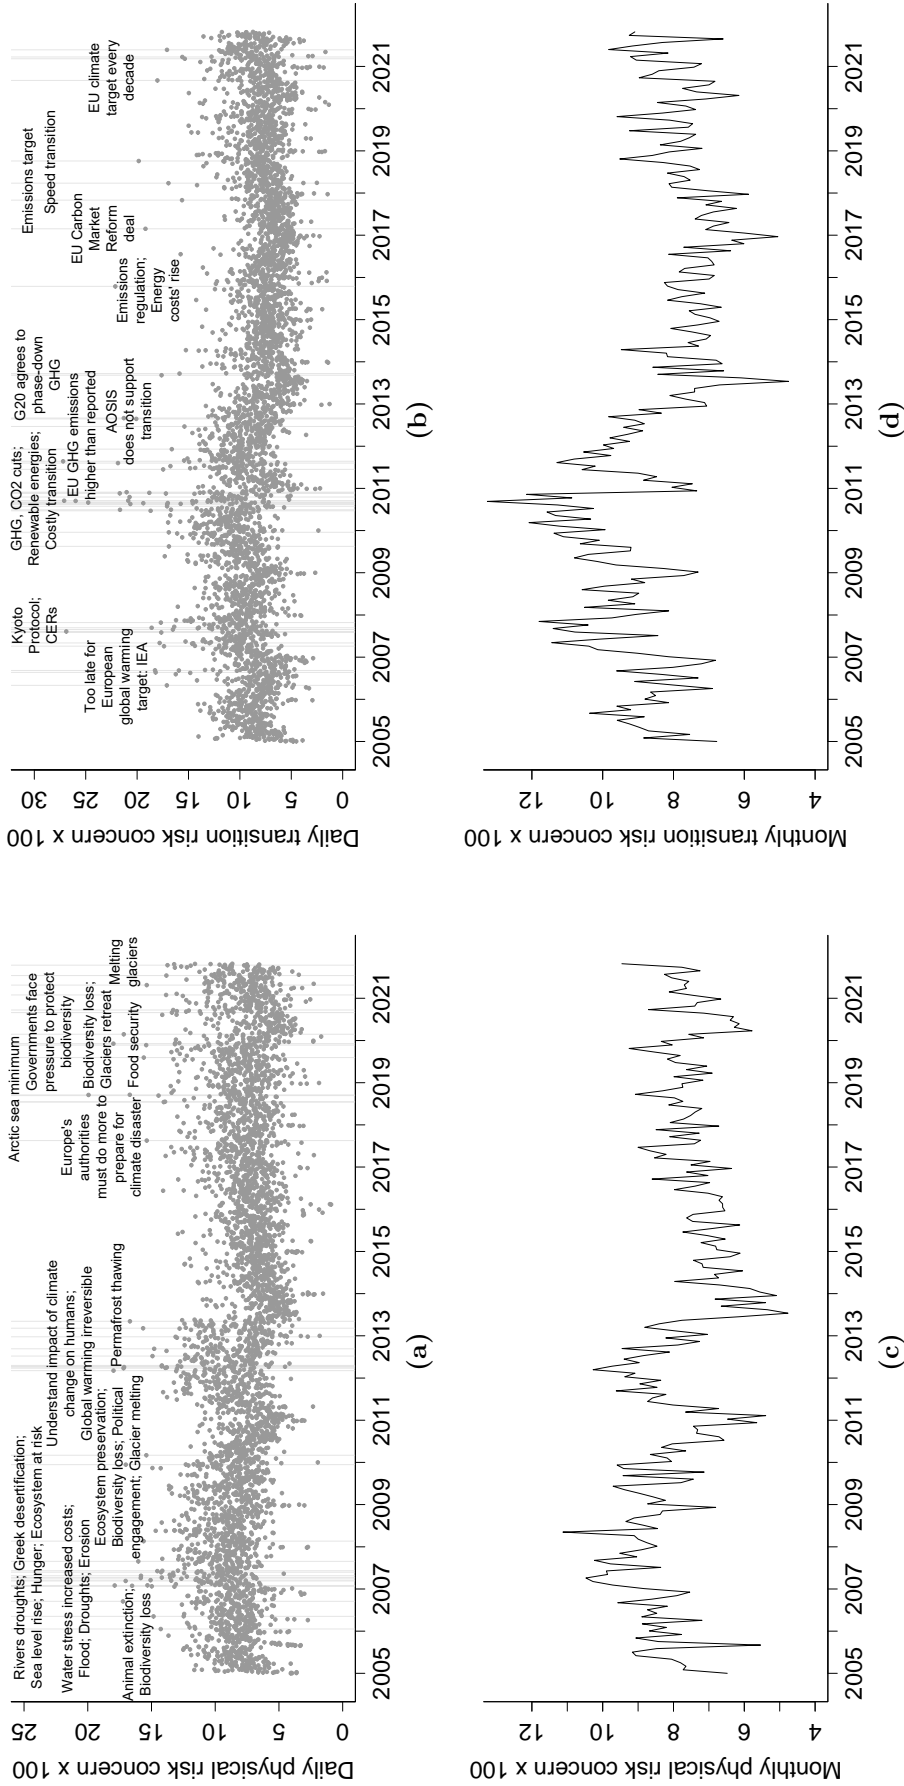 Daily physical risk concern x 100
25
20
15
10
5
0
Rivers droughts; Greek desertification;
Sea level rise; Hunger; Ecosystem at risk
Water stress increased costs;
Flood; Droughts; Erosion
Animal extinction;
Biodiversity loss
Understand impact of climate
change on humans;
Global warming irreversible
Ecosystem preservation;
Biodiversity loss; Political
engagement; Glacier melting
Permafrost thawing
Arctic sea minimum
Europe's
authorities
must do more to
prepare for
climate disaster
Governments face
pressure to protect
biodiversity
Biodiversity loss;
Glaciers retreat
Food security
Melting
glaciers
2005 2007 2009 2011 2013 2015 2017 2019 2021
(a)
Daily transition risk concern x 100
30
25
20
15
10
5
0
Kyoto
Protocol;
CERs
Too late for
European
global warming
target: IEA
GHG, CO2 cuts;
Renewable energies;
Costly transition
EU GHG emissions
higher than reported
AOSIS
does not support
transition
G20 agrees to
phase-down
GHG
Emissions
regulation;
Energy
costs' rise
EU Carbon
Market
Reform
deal
Emissions target
Speed transition
EU climate
target every
decade
2005 2007 2009 2011 2013 2015 2017 2019 2021
(b)
Monthly physical risk concern x 100
12
10
8
6
4
2005 2007 2009 2011 2013 2015 2017 2019 2021
(c)
Monthly transition risk concern x 100
12
10
8
6
4
2005 2007 2009 2011 2013 2015 2017 2019 2021
(d)